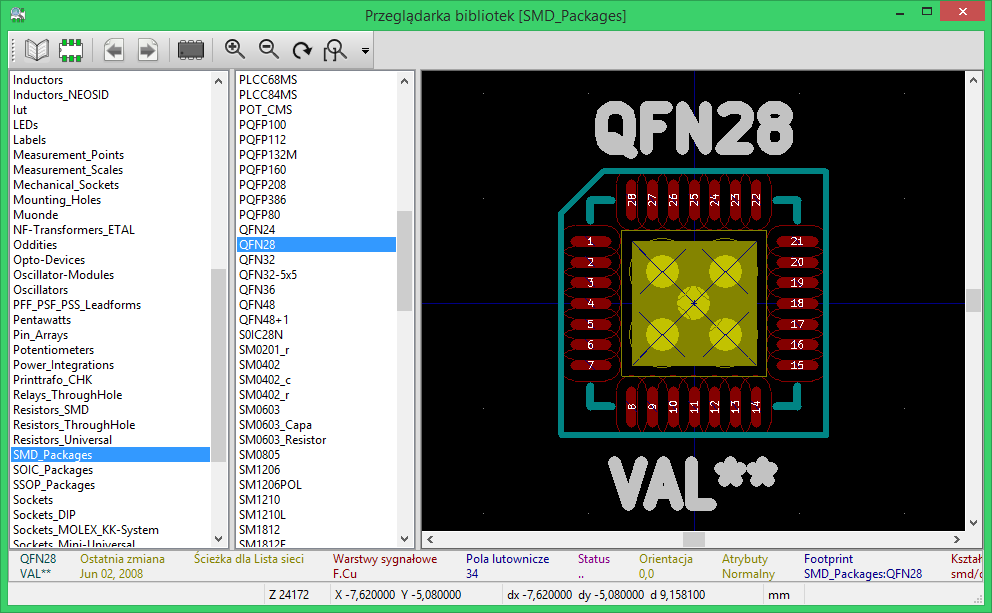 Przeglądarka bibliotek [SMD_Packages]
Inductors
Inductors_NEOSID
Iut
LEDs
Labels
Measurement_Points
Measurement_Scales
Mechanical_Sockets
Mounting_Holes
Muonde
NF-Transformers_ETAL
Oddities
Opto-Devices
Oscillator-Modules
Oscillators
PFF_PSF_PSS_Leadforms
Pentawatts
Pin_Arrays
Potentiometers
Power_Integrations
Printtrafo_CHK
Relays_ThroughHole
Resistors_SMD
Resistors_ThroughHole
Resistors_Universal
SMD_Packages
SOIC_Packages
SSOP_Packages
Sockets
Sockets_DIP
Sockets_MOLEX_KK-System
Sockets_Mini-Universal
PLCC68MS
PLCC84MS
POT_CMS
PQFP100
PQFP112
PQFP132M
PQFP160
PQFP208
PQFP386
PQFP80
QFN24
QFN28
QFN32
QFN32-5x5
QFN36
QFN48
QFN48+1
S0IC28N
SM0201_r
SM0402
SM0402_c
SM0402_r
SM0603
SM0603_Capa
SM0603_Resistor
SM0805
SM1206
SM1206POL
SM1210
SM1210L
SM1812
SM1812E
QFN28
28 27 26 25 24 23 22
1 21
2 20
3 19
4 18
5 17
6 16
7 15
8 9 10 11 12 13 14
VAL**
QFN28 Ostatnia zmiana Ścieżka dla Lista sieci Warstwy sygnałowe Pola lutownicze Status Orientacja Atrybuty Footprint Kształ
VAL** Jun 02, 2008 F.Cu 34 .. 0,0 Normalny SMD_Packages:QFN28 smd/
Z 24172 X -7,620000 Y -5,080000 dx -7,620000 dy -5,080000 d 9,158100 mm